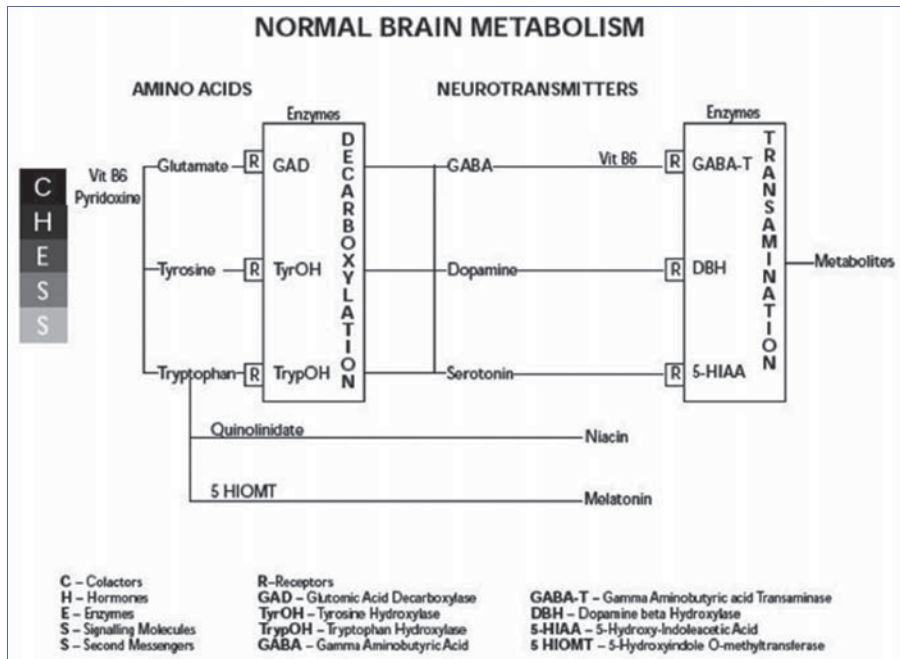 NORMAL BRAIN METABOLISM
AMINO ACIDS
NEUROTRANSMITTERS
Enzymes
Enzymes
C
H
E
S
S
Vit B6
Pyridoxine
Glutamate
R
GAD
DECARBOXYLATION
GABA
Vit B6
R
GABA-T
TRANSAMINATION
Tyrosine
R
TyrOH
Dopamine
R
DBH
Metabolites
Tryptophan
R
TrypOH
Serotonin
R
5-HIAA
Quinolinidate
Niacin
5 HIOMT
Melatonin
C – Colactors
H – Hormones
E – Enzymes
S – Signalling Molecules
S – Second Messengers
R–Receptors
GAD – Glutomic Acid Decarboxylase
TyrOH – Tyrosine Hydroxylase
TrypOH – Tryptophan Hydroxylase
GABA – Gamma Aminobutyric Acid
GABA-T – Gamma Aminobutyric acid Transaminase
DBH – Dopamine beta Hydroxylase
5-HIAA – 5-Hydroxy-Indoleacetic Acid
5 HIOMT – 5-Hydroxyindole O-methyltransferase